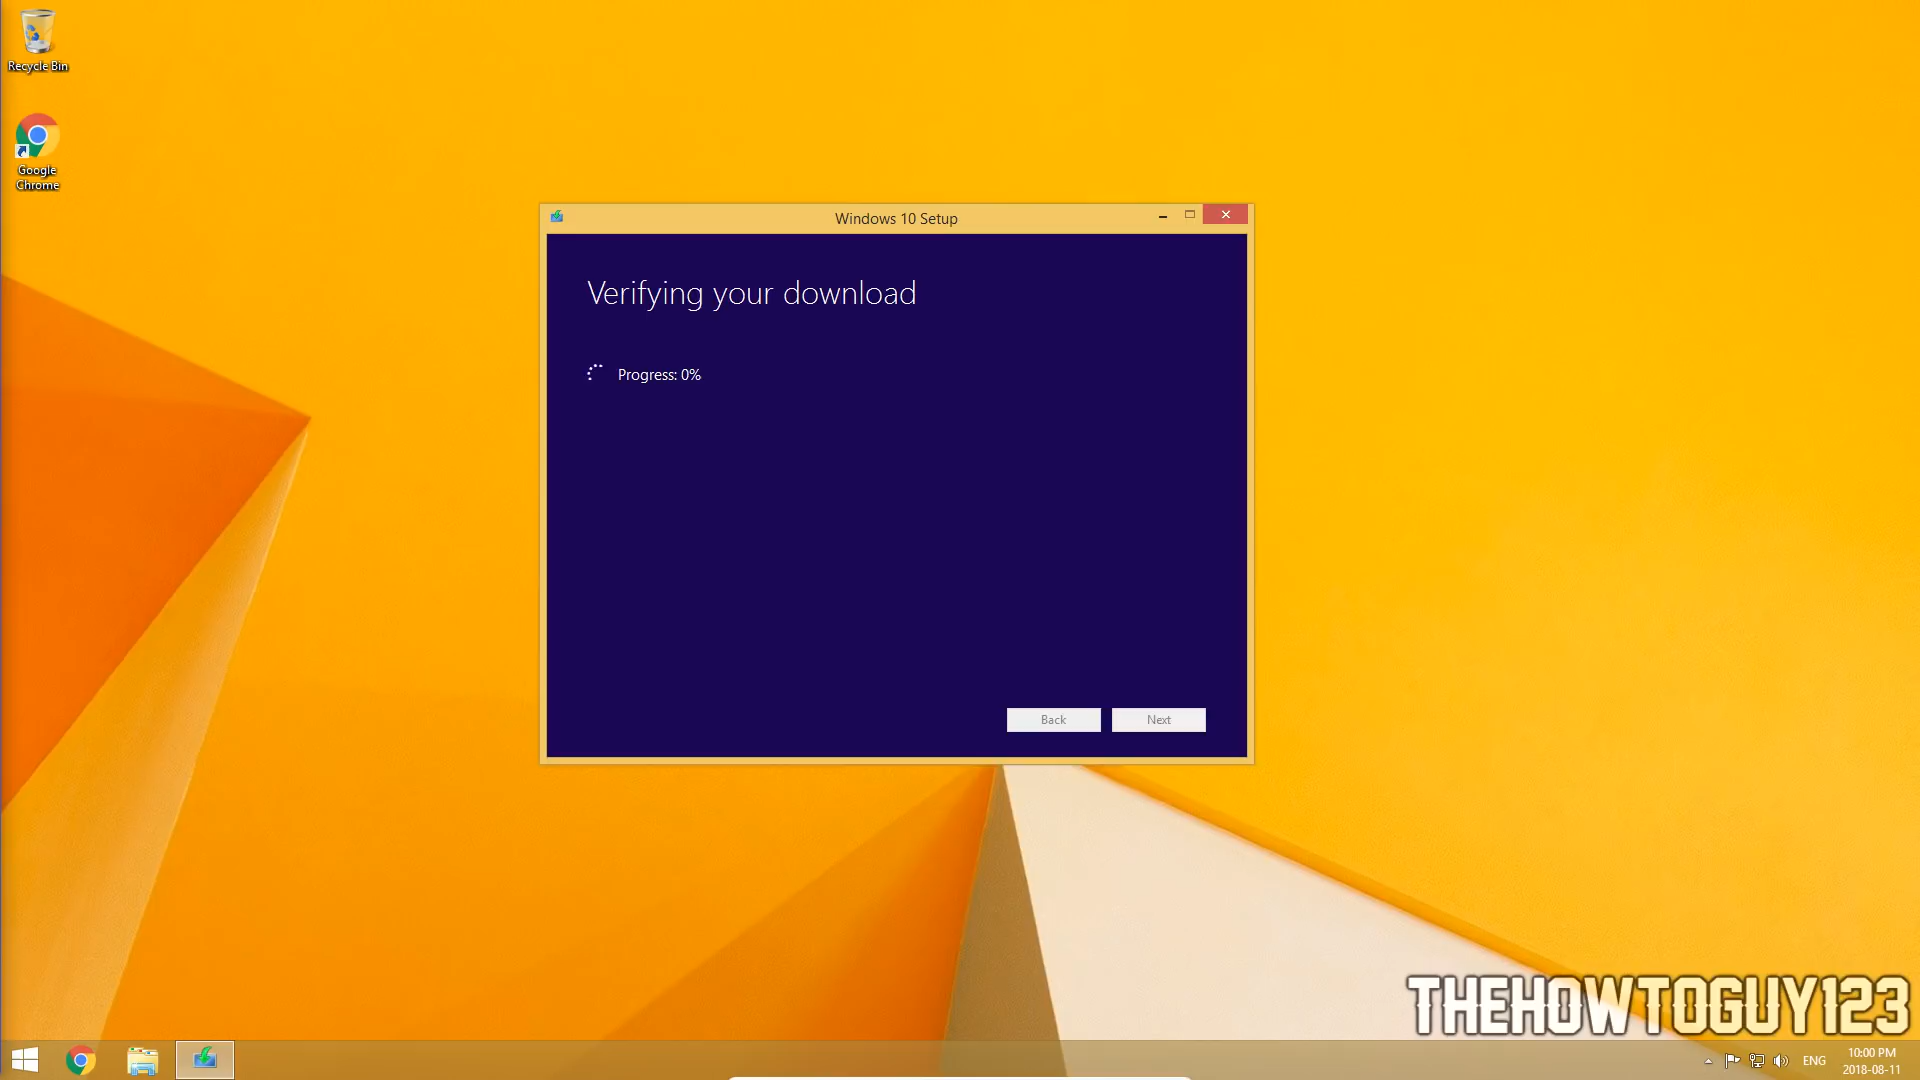 Recycle Bin
Google
Chrome
Windows 10 Setup
Verifying your download
Progress: 0%
Back
Next
THEHOWTOGUY123
ENG
10:00 PM
2018-08-11